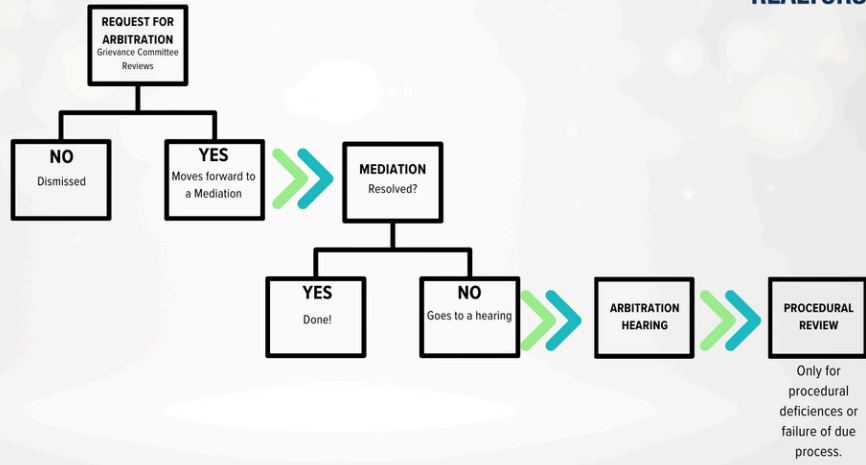 REALTORS
REQUEST FOR
ARBITRATION
Grievance Committee
Reviews
NO
Dismissed
YES
Moves forward to
a Mediation
MEDIATION
Resolved?
YES
Done!
NO
Goes to a hearing
ARBITRATION
HEARING
PROCEDURAL
REVIEW
Only for
procedural
deficiences or
failure of due
process.